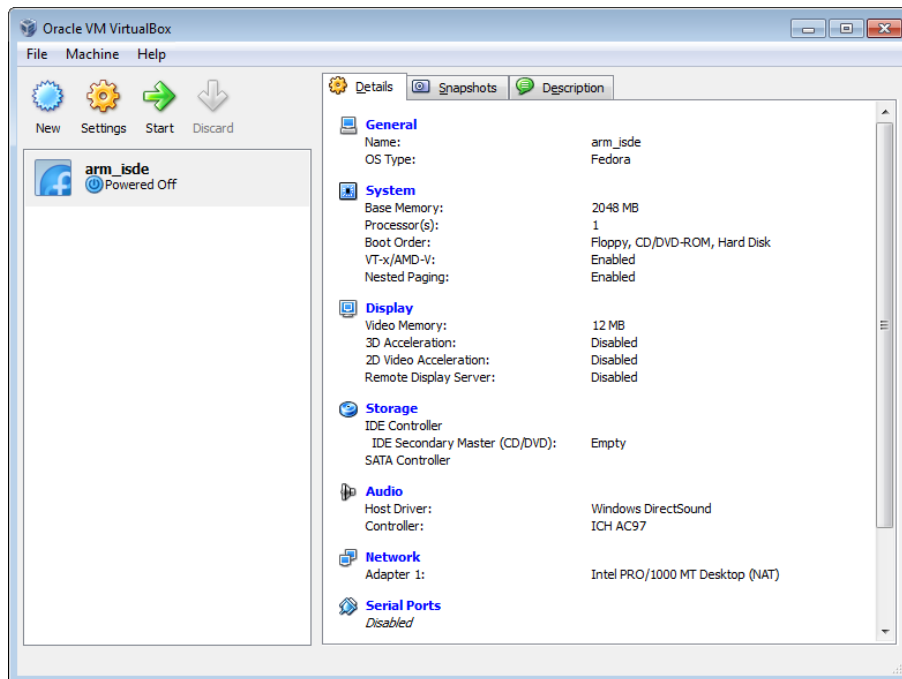 Oracle VM VirtualBox
File Machine Help
New Settings Start Discard
arm_isde
Powered Off
Details Snapshots Description
General
Name: arm_isde
OS Type: Fedora
System
Base Memory: 2048 MB
Processor(s): 1
Boot Order: Floppy, CD/DVD-ROM, Hard Disk
VT-x/AMD-V: Enabled
Nested Paging: Enabled
Display
Video Memory: 12 MB
3D Acceleration: Disabled
2D Video Acceleration: Disabled
Remote Display Server: Disabled
Storage
IDE Controller
IDE Secondary Master (CD/DVD): Empty
SATA Controller
Audio
Host Driver: Windows DirectSound
Controller: ICH AC97
Network
Adapter 1: Intel PRO/1000 MT Desktop (NAT)
Serial Ports
Disabled